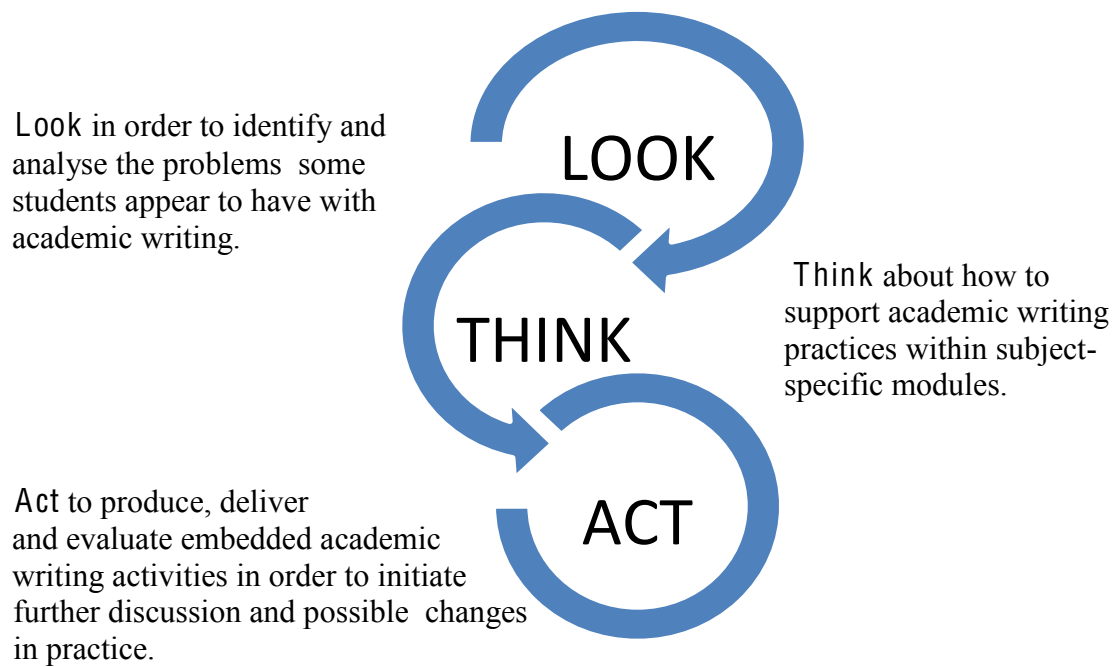 LOOK
Look in order to identify and
analyse the problems some
students appear to have with
academic writing.
THINK
Think about how to
support academic writing
practices within subject-
specific modules.
ACT
Act to produce, deliver
and evaluate embedded academic
writing activities in order to initiate
further discussion and possible changes
in practice.